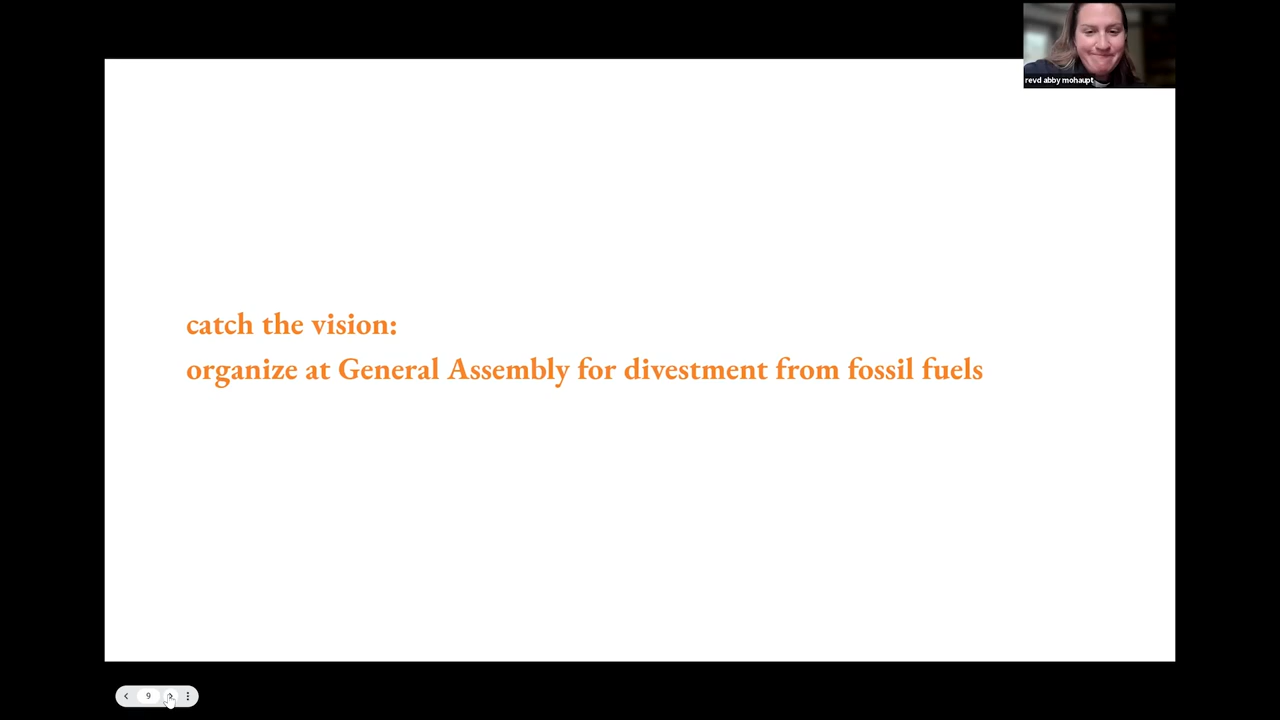 revd abby mohaupt
catch the vision:
organize at General Assembly for divestment from fossil fuels
9